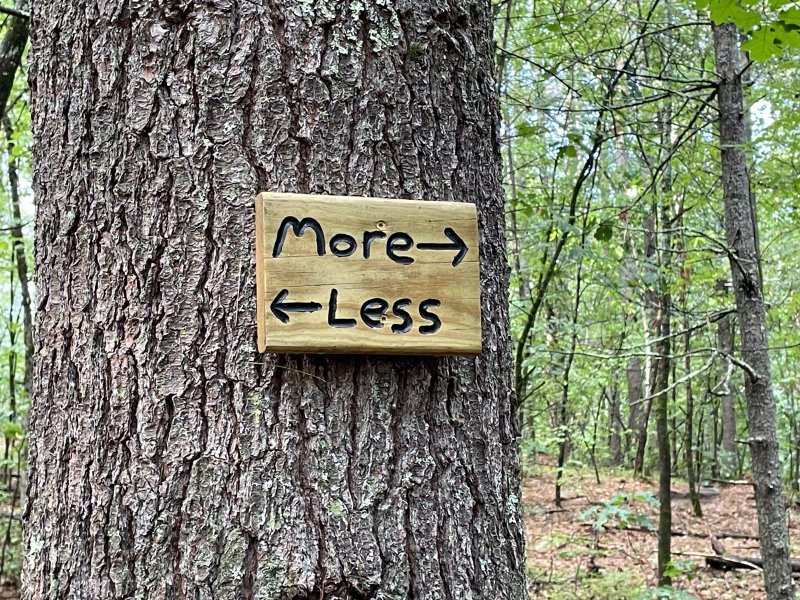 More →
← Less